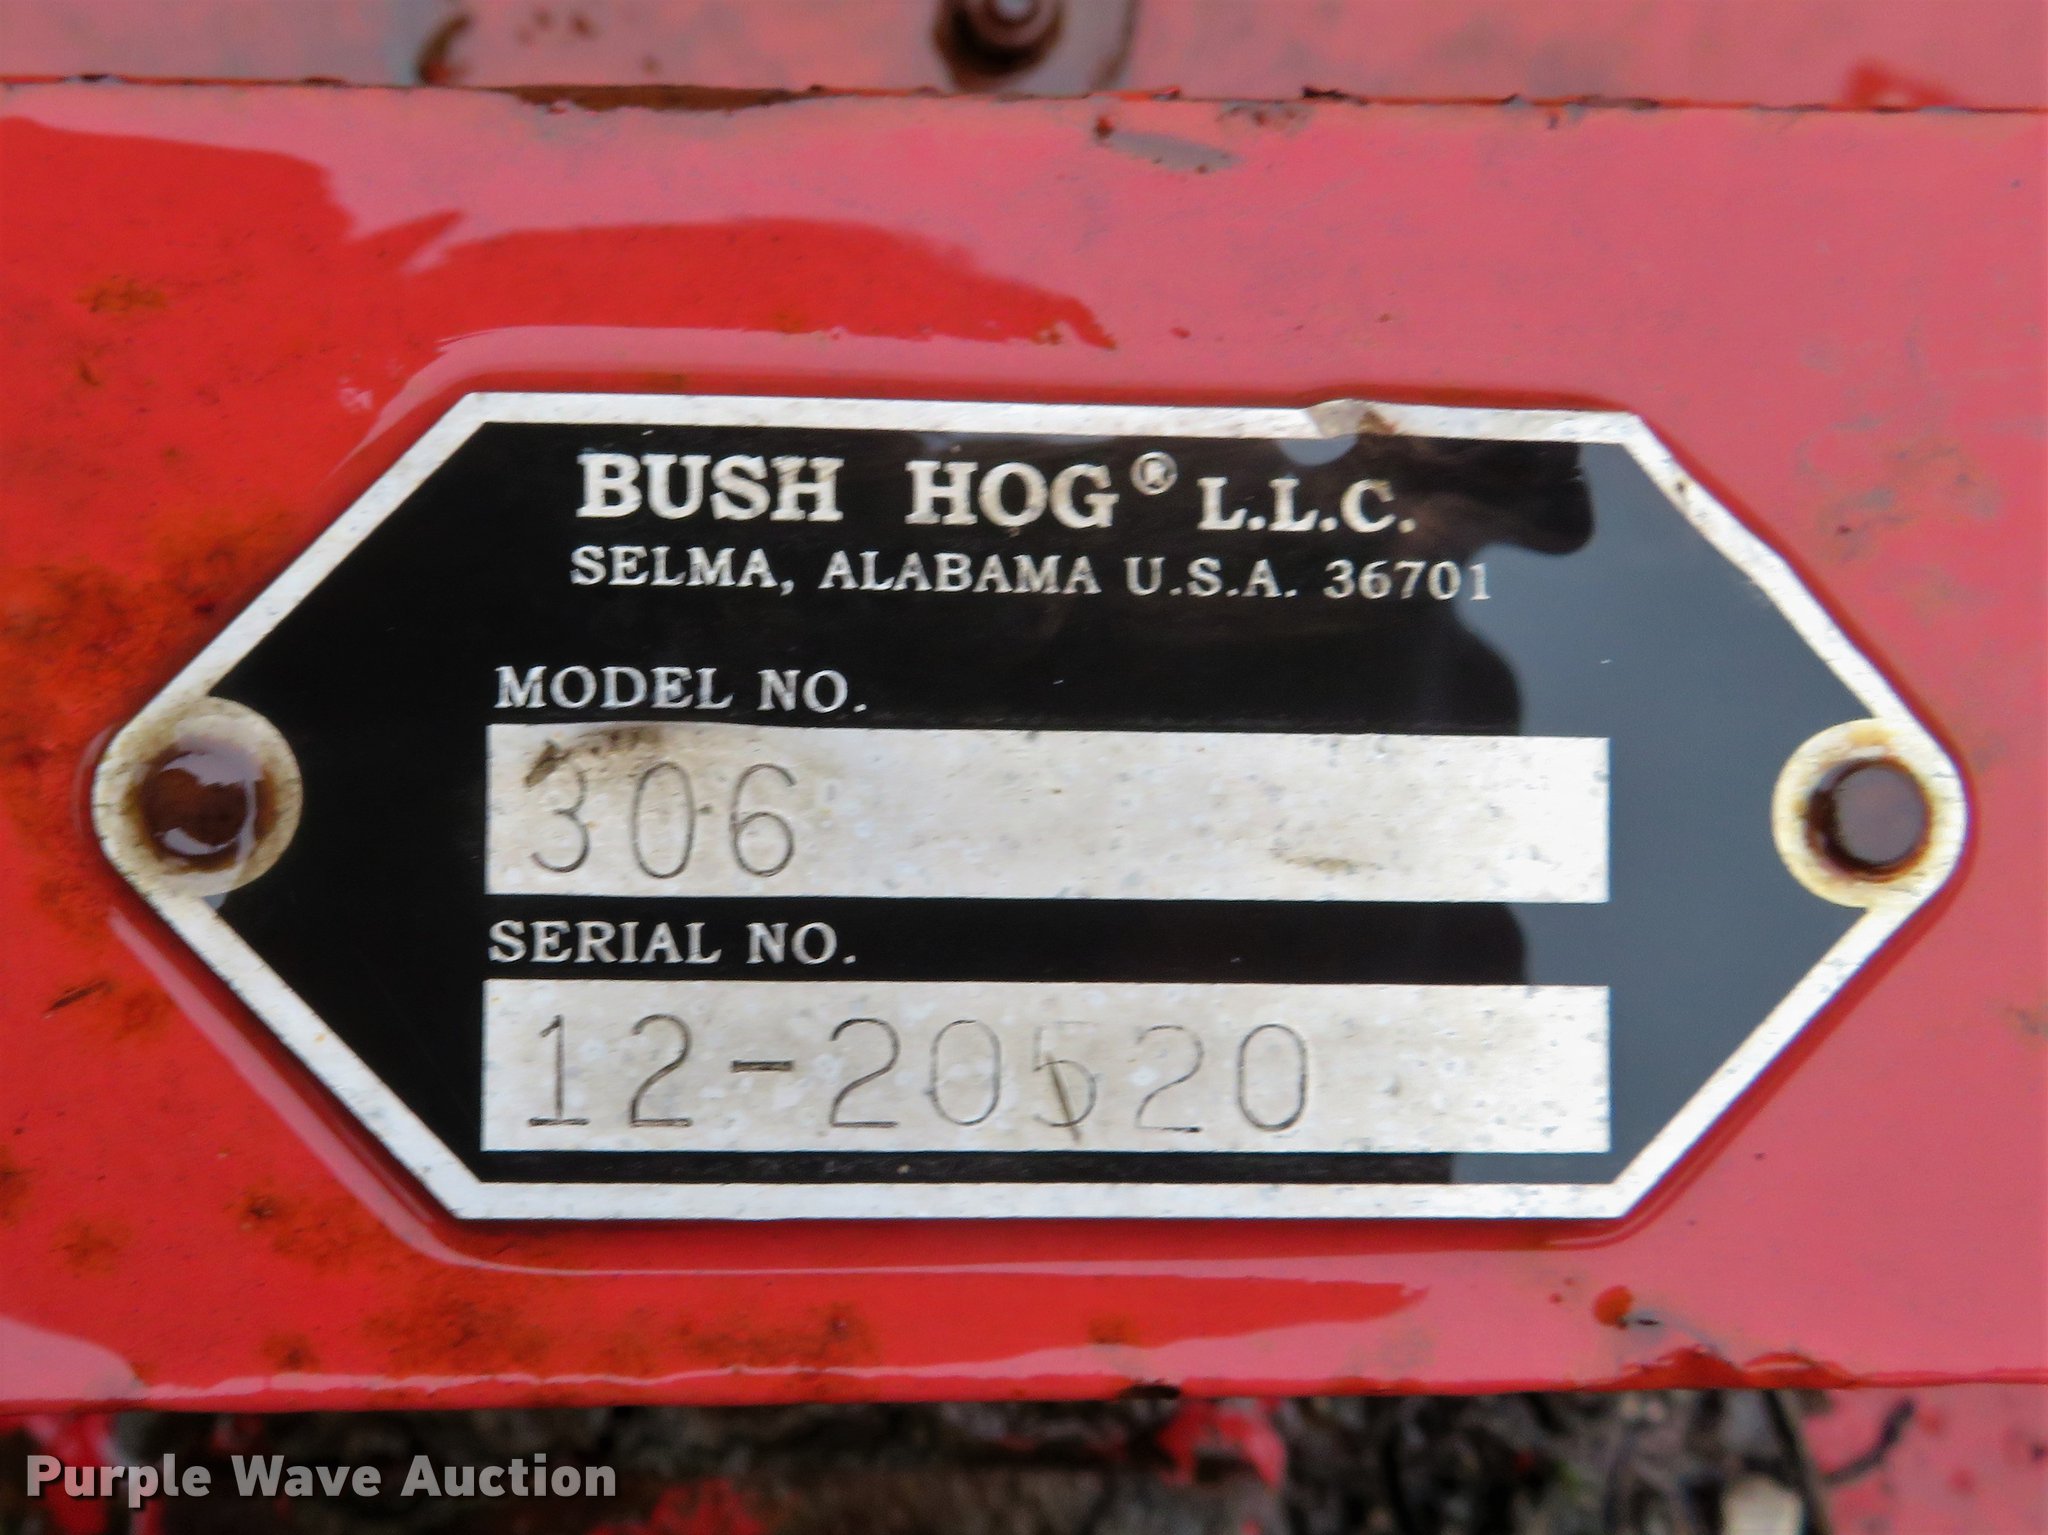 BUSH HOG® L.L.C.
SELMA, ALABAMA U.S.A. 36701
MODEL NO.
306
SERIAL NO.
12-20520
Purple Wave Auction